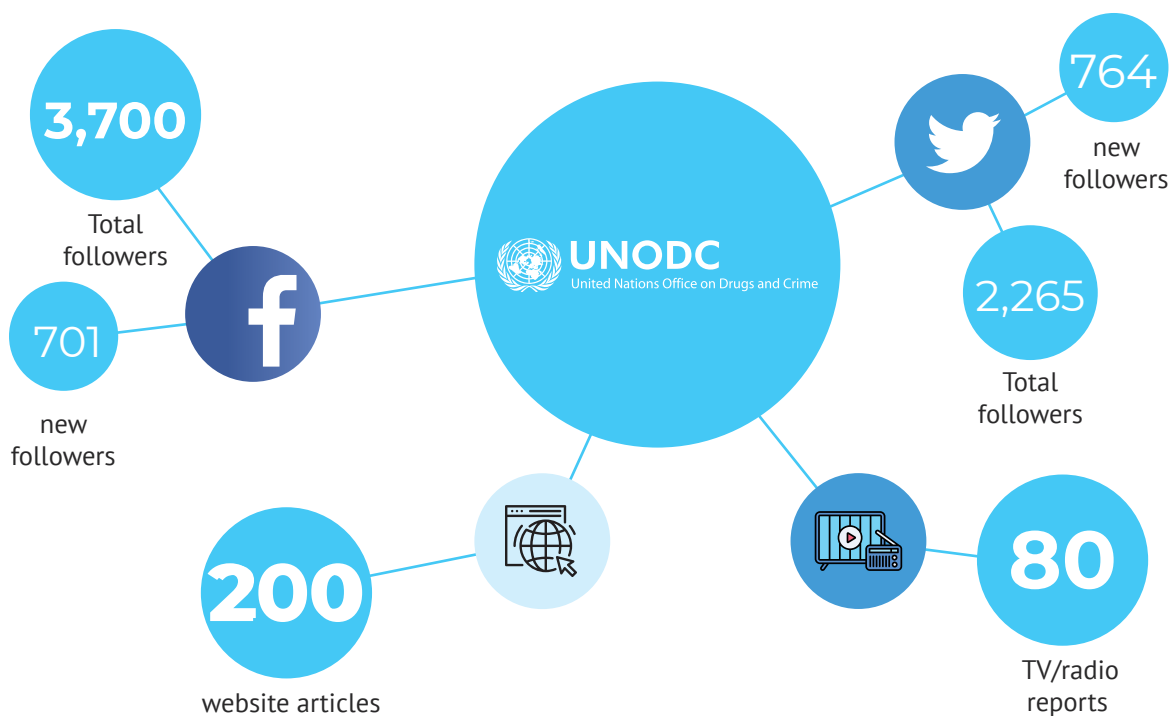 3,700
Total
followers
701
new
followers
UNODC
United Nations Office on Drugs and Crime
764
new
followers
2,265
Total
followers
200
website articles
80
TV/radio
reports